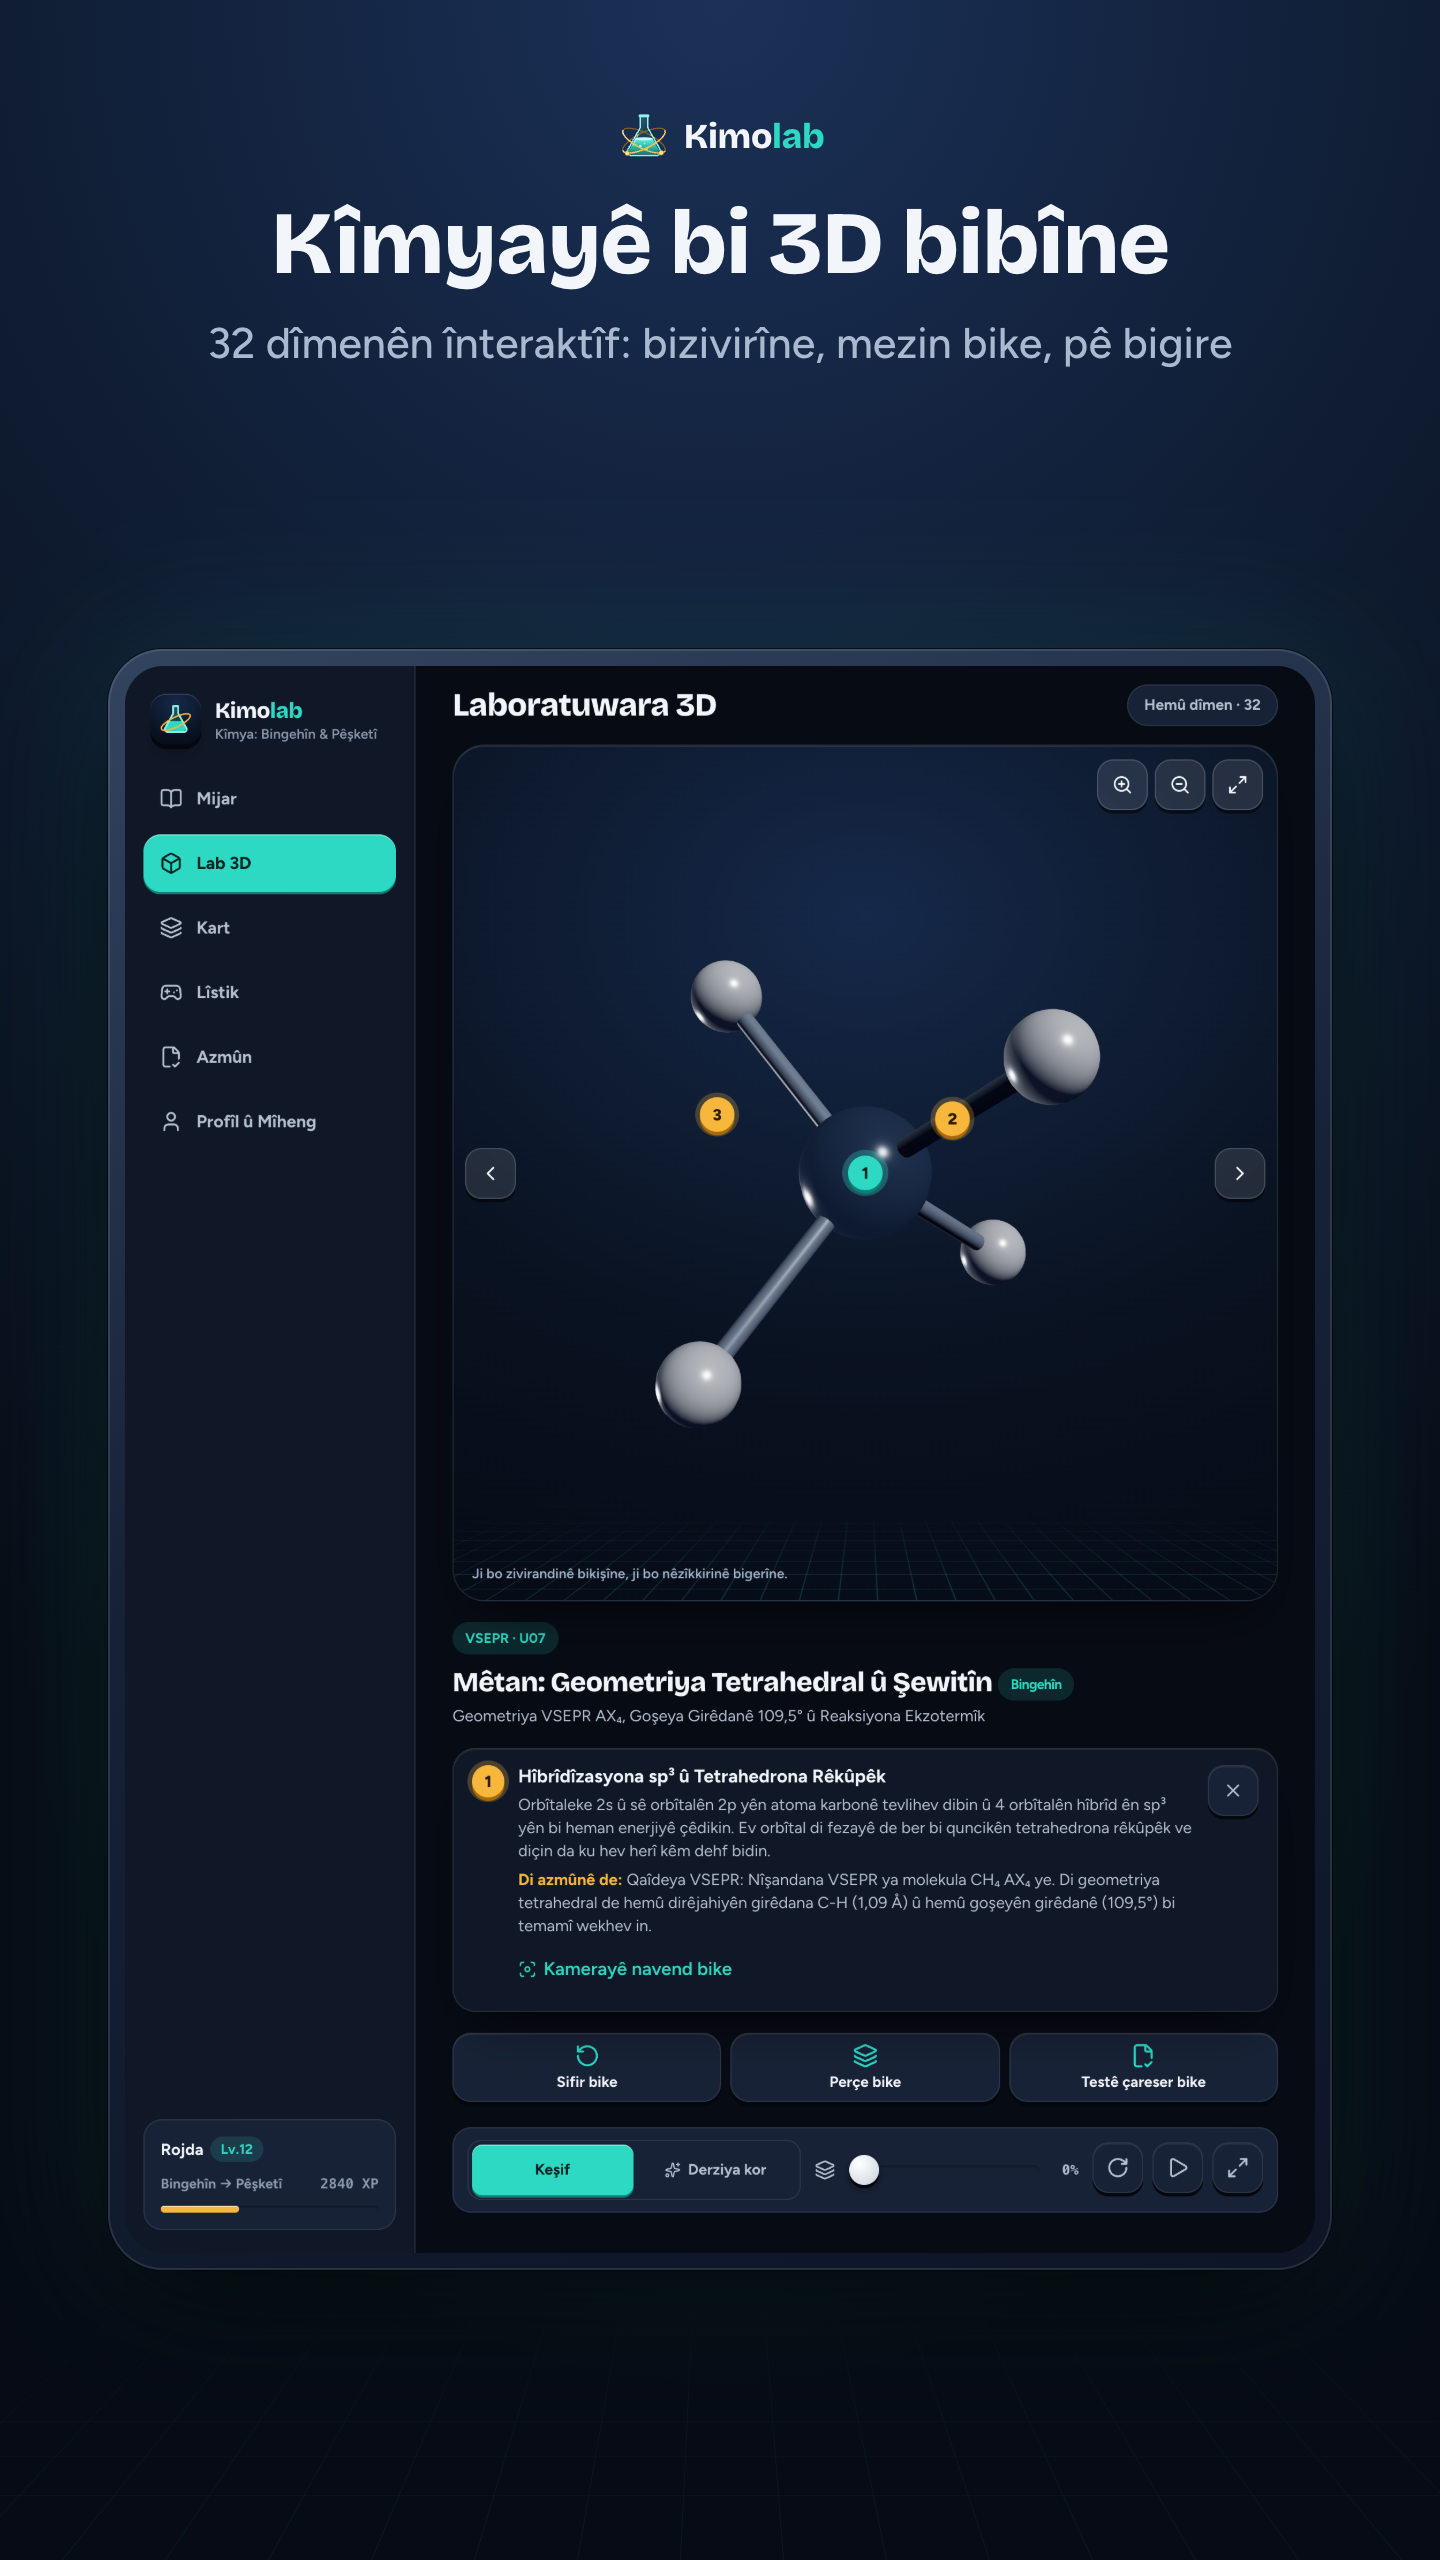 Kimolab
Kîmyayê bi 3D bibîne
32 dîmenên înteraktîf: bizivirîne, mezin bike, pê bigire
Kimolab
Kîmya: Bingehîn & Pêşketî
Mijar
Lab 3D
Kart
Lîstik
Azmûn
Profîl û Mîheng
Rojda Lv.12
Bingehîn → Pêşketî 2840 XP
Laboratuwara 3D
Hemû dîmen · 32
3
2
1
Ji bo zivirandinê bikişîne, ji bo nêzîkkirinê bigerîne.
VSEPR · U07
Mêtan: Geometriya Tetrahedral û Şewitîn Bingehîn
Geometriya VSEPR AX₄, Goşeya Girêdanê 109,5° û Reaksiyona Ekzotermîk
1 Hîbrîdîzasyona sp³ û Tetrahedrona Rêkûpêk
Orbîtaleke 2s û sê orbîtalên 2p yên atoma karbonê tevlihev dibin û 4 orbîtalên hîbrîd ên sp³
yên bi heman enerjiyê çêdikin. Ev orbîtal di fezayê de ber bi quncikên tetrahedrona rêkûpêk ve
diçin da ku hev herî kêm dehf bidin.
Di azmûnê de: Qaîdeya VSEPR: Nîşandana VSEPR ya molekula CH₄ AX₄ ye. Di geometriya
tetrahedral de hemû dirêjahiyên girêdana C-H (1,09 Å) û hemû goşeyên girêdanê (109,5°) bi
temamî wekhev in.
Kamerayê navend bike
Sifir bike
Perçe bike
Testê çareser bike
Keşif
Derziya kor
0%